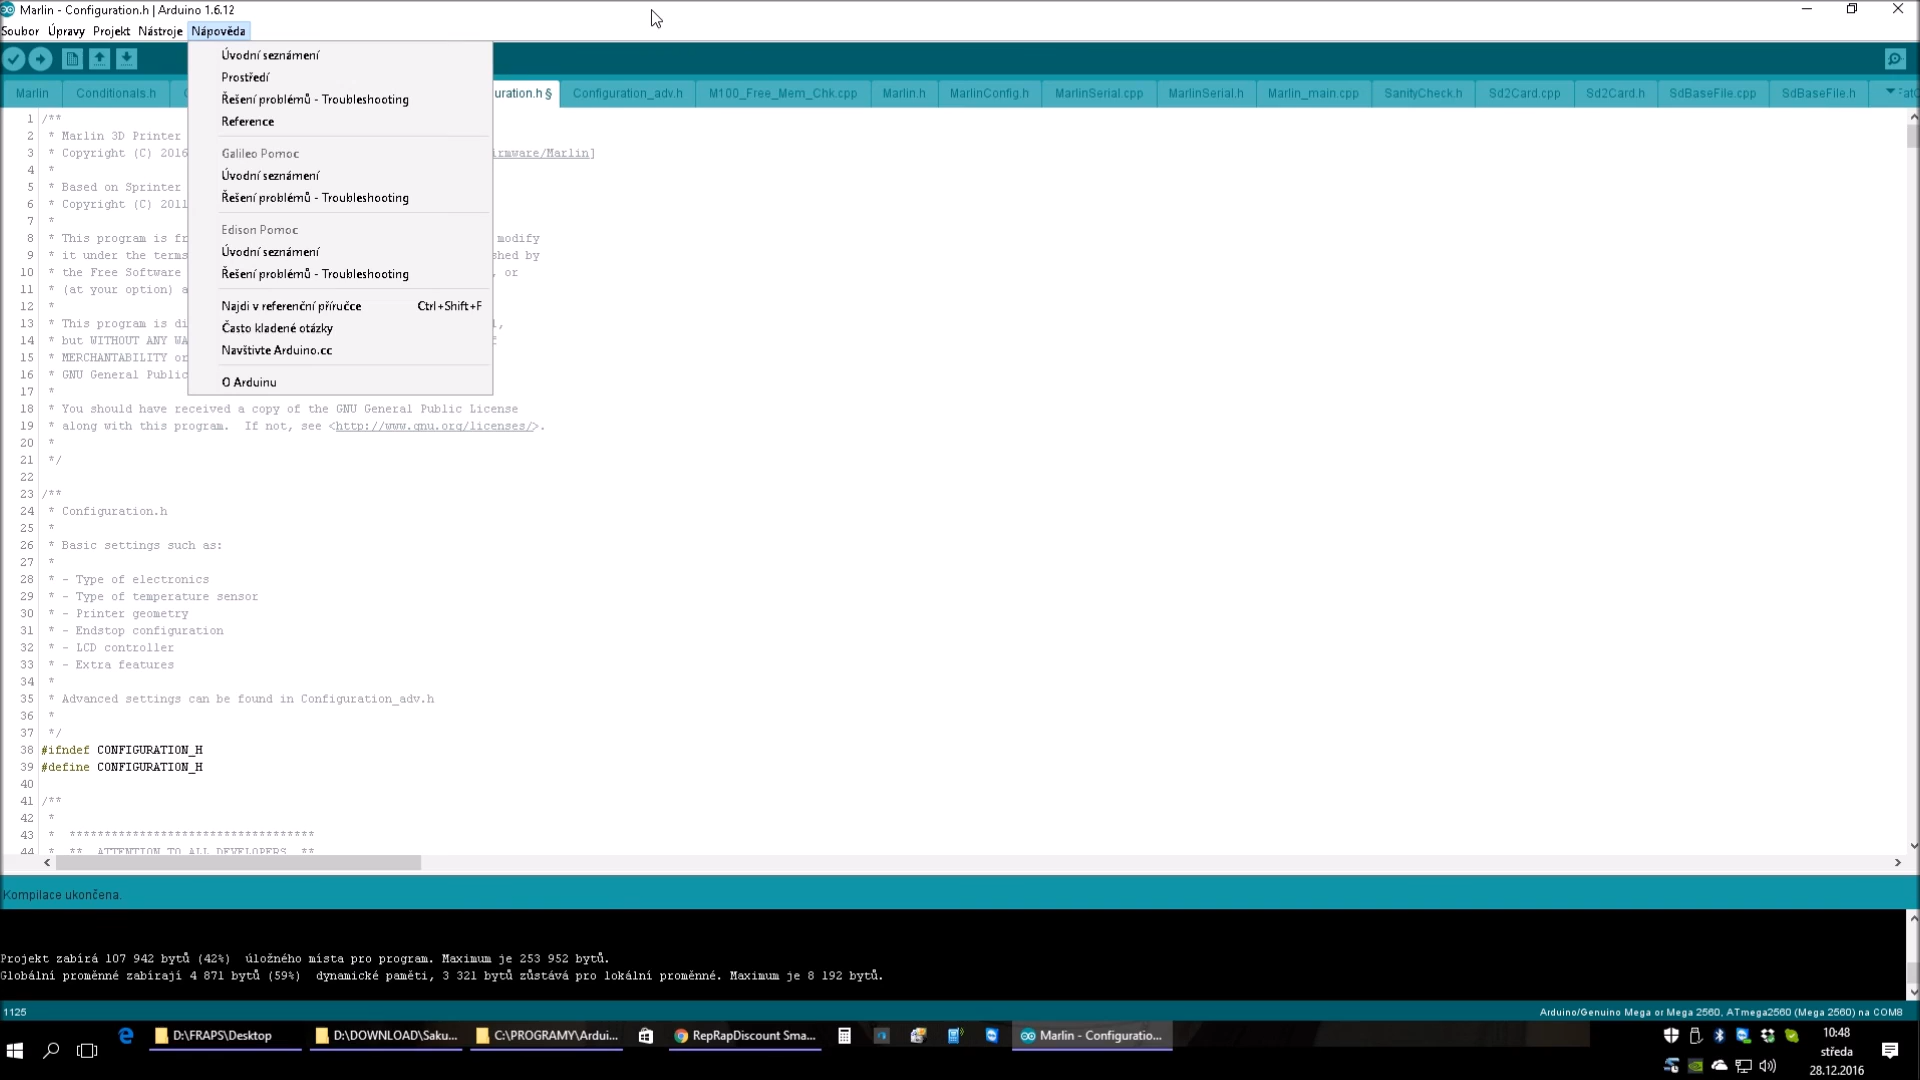 Marlin - Configuration.h | Arduino 1.6.12
Soubor Úpravy Projekt Nástroje Nápověda
Úvodní seznámení
Prostředí
Řešení problémů - Troubleshooting
Reference
Galileo Pomoc
Úvodní seznámení
Řešení problémů - Troubleshooting
Edison Pomoc
Úvodní seznámení
Řešení problémů - Troubleshooting
Najdi v referenční příručce Ctrl+Shift+F
Často kladené otázky
Navštivte Arduino.cc
O Arduinu
Marlin Conditionals.h uration.h § Configuration_adv.h M100_Free_Mem_Chk.cpp Marlin.h MarlinConfig.h MarlinSerial.cpp MarlinSerial.h Marlin_main.cpp SanityCheck.h Sd2Card.cpp Sd2Card.h SdBaseFile.cpp SdBaseFile.h
1 /**
2 * Marlin 3D Printer
3 * Copyright (C) 2016 irmware/Marlin]
4 *
5 * Based on Sprinter
6 * Copyright (C) 2011
7 *
8 * This program is fr modify
9 * it under the terms shed by
10 * the Free Software , or
11 * (at your option) a
12 *
13 * This program is di ,
14 * but WITHOUT ANY WA
15 * MERCHANTABILITY or
16 * GNU General Public
17 *
18 * You should have received a copy of the GNU General Public License
19 * along with this program. If not, see <http://www.gnu.org/licenses/>.
20 *
21 */
22
23 /**
24 * Configuration.h
25 *
26 * Basic settings such as:
27 *
28 * - Type of electronics
29 * - Type of temperature sensor
30 * - Printer geometry
31 * - Endstop configuration
32 * - LCD controller
33 * - Extra features
34 *
35 * Advanced settings can be found in Configuration_adv.h
36 *
37 */
38 #ifndef CONFIGURATION_H
39 #define CONFIGURATION_H
40
41 /**
42 *
43 * ***********************************
44 * ** ATTENTION TO ALL DEVELOPERS **
Kompilace ukončena.
Projekt zabírá 107 942 bytů (42%) úložného místa pro program. Maximum je 253 952 bytů.
Globální proměnné zabírají 4 871 bytů (59%) dynamické paměti, 3 321 bytů zůstává pro lokální proměnné. Maximum je 8 192 bytů.
1125 Arduino/Genuino Mega or Mega 2560, ATmega2560 (Mega 2560) na COM8
D:\FRAPS\Desktop D:\DOWNLOAD\Saku... C:\PROGRAMY\Ardui... RepRapDiscount Sma... Marlin - Configuratio...
10:48
středa
28.12.2016